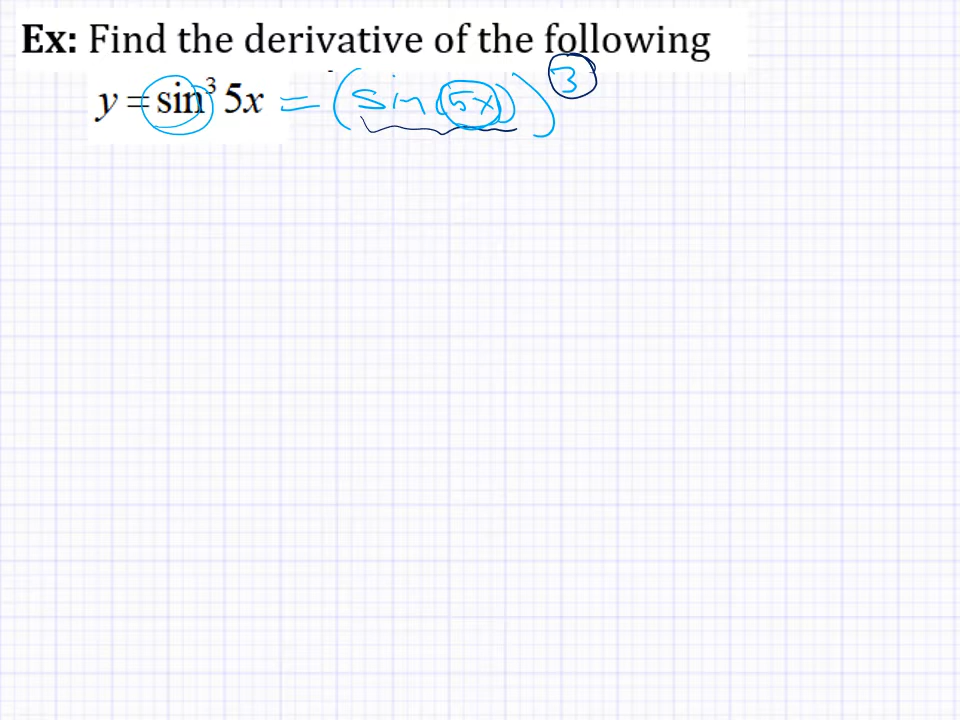 Ex: Find the derivative of the following
y = sin³ 5x = (sin(5x))³